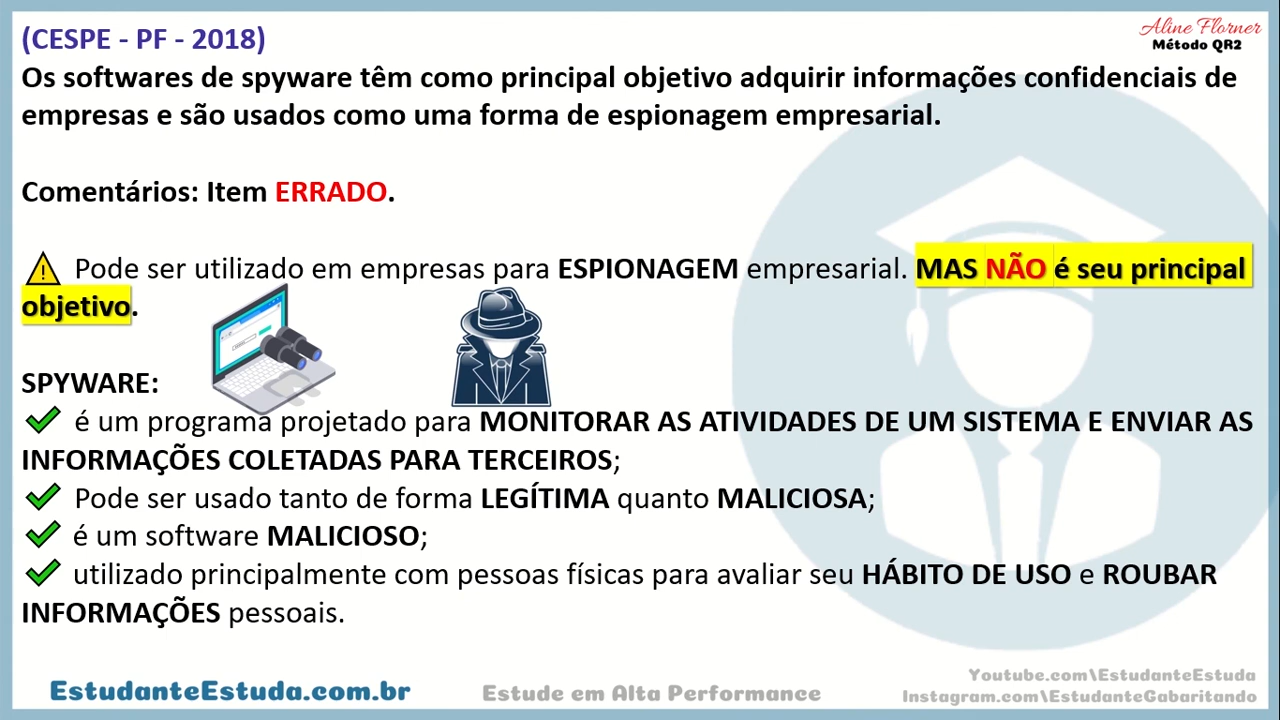 (CESPE - PF - 2018)
Aline Florner
Método QR2
Os softwares de spyware têm como principal objetivo adquirir informações confidenciais de
empresas e são usados como uma forma de espionagem empresarial.
Comentários: Item ERRADO.
Pode ser utilizado em empresas para ESPIONAGEM empresarial. MAS NÃO é seu principal
objetivo.
SPYWARE:
é um programa projetado para MONITORAR AS ATIVIDADES DE UM SISTEMA E ENVIAR AS
INFORMAÇÕES COLETADAS PARA TERCEIROS;
Pode ser usado tanto de forma LEGÍTIMA quanto MALICIOSA;
é um software MALICIOSO;
utilizado principalmente com pessoas físicas para avaliar seu HÁBITO DE USO e ROUBAR
INFORMAÇÕES pessoais.
EstudanteEstuda.com.br
Estude em Alta Performance
Youtube.com\EstudanteEstuda
Instagram.com\EstudanteGabaritando